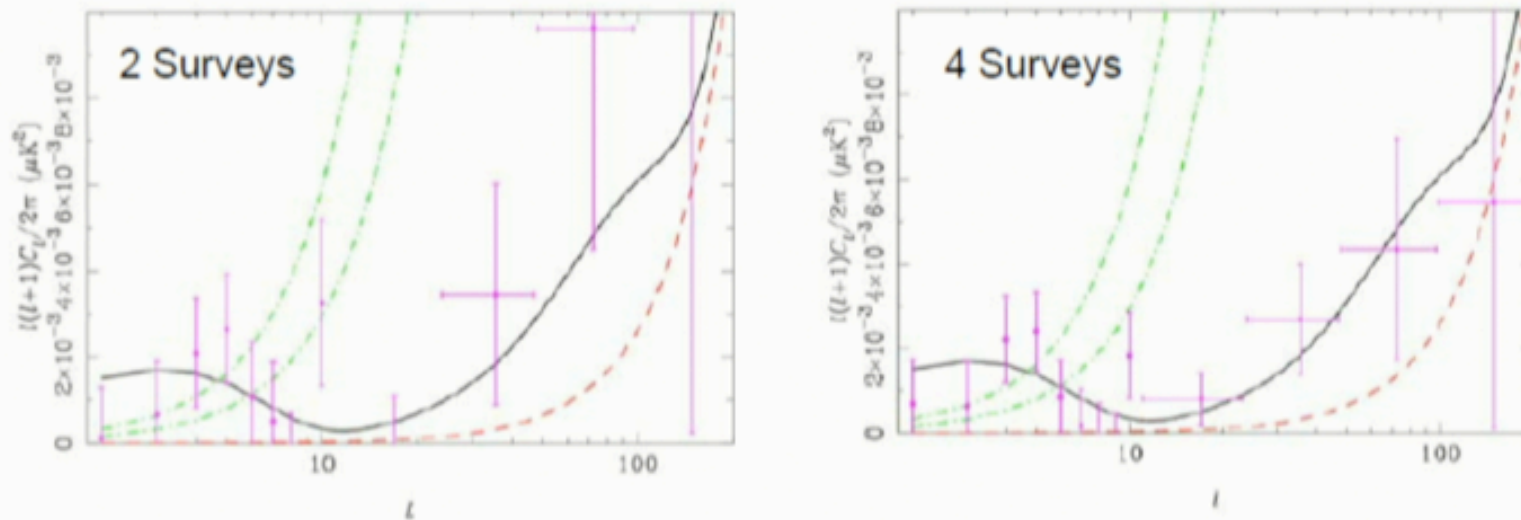 2 Surveys
l(l+1)C_l/2π (μK²)
0
2×10⁻³
4×10⁻³
6×10⁻³
8×10⁻³
10
100
l
4 Surveys
l(l+1)C_l/2π (μK²)
0
2×10⁻³
4×10⁻³
6×10⁻³
8×10⁻³
10
100
l